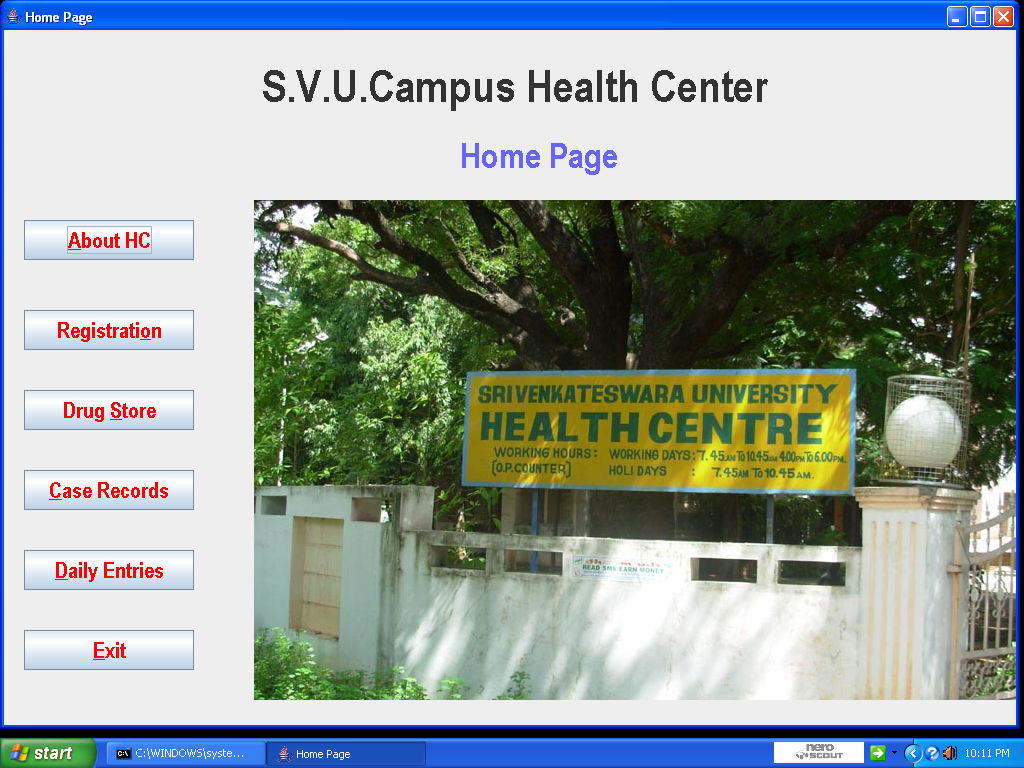 Home Page
S.V.U.Campus Health Center
Home Page
About HC
Registration
Drug Store
Case Records
Daily Entries
Exit
SRI VENKATESWARA UNIVERSITY
HEALTH CENTRE
WORKING HOURS : WORKING DAYS : 7.45AM TO 10.45AM 4.00PM TO 6.00PM.
(O.P.COUNTER) HOLI DAYS : 7.45AM TO 10.45AM.
READ SMS EARN MONEY
start
C:\WINDOWS\syste...
Home Page
nero
SCOUT
10:11 PM